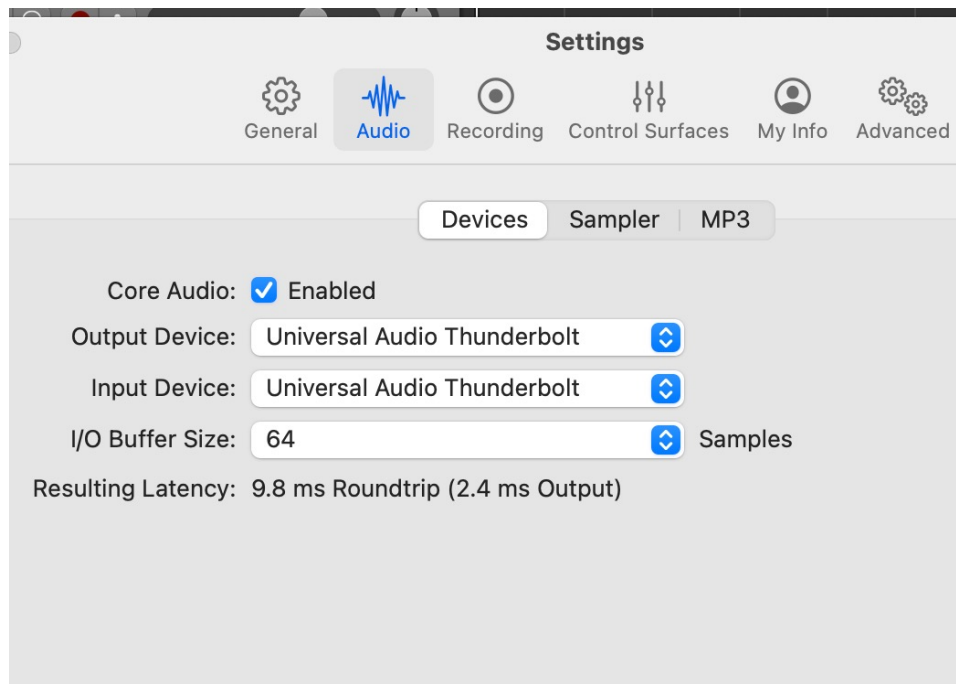 Settings
General Audio Recording Control Surfaces My Info Advanced
Devices Sampler MP3
Core Audio: Enabled
Output Device: Universal Audio Thunderbolt
Input Device: Universal Audio Thunderbolt
I/O Buffer Size: 64 Samples
Resulting Latency: 9.8 ms Roundtrip (2.4 ms Output)